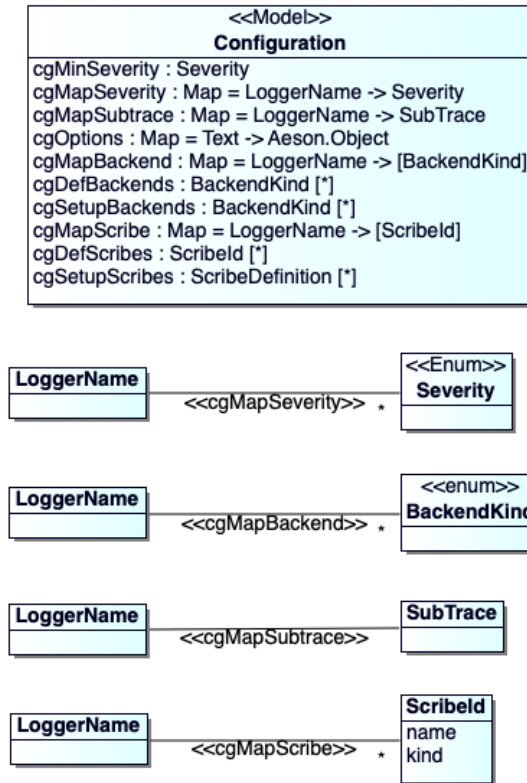 <<Model>>
Configuration
cgMinSeverity : Severity
cgMapSeverity : Map = LoggerName -> Severity
cgMapSubtrace : Map = LoggerName -> SubTrace
cgOptions : Map = Text -> Aeson.Object
cgMapBackend : Map = LoggerName -> [BackendKind]
cgDefBackends : BackendKind [*]
cgSetupBackends : BackendKind [*]
cgMapScribe : Map = LoggerName -> [ScribeId]
cgDefScribes : ScribeId [*]
cgSetupScribes : ScribeDefinition [*]
LoggerName
<<cgMapSeverity>> *
<<Enum>>
Severity
LoggerName
<<cgMapBackend>> *
<<enum>>
BackendKind
LoggerName
<<cgMapSubtrace>>
SubTrace
LoggerName
<<cgMapScribe>> *
ScribeId
name
kind